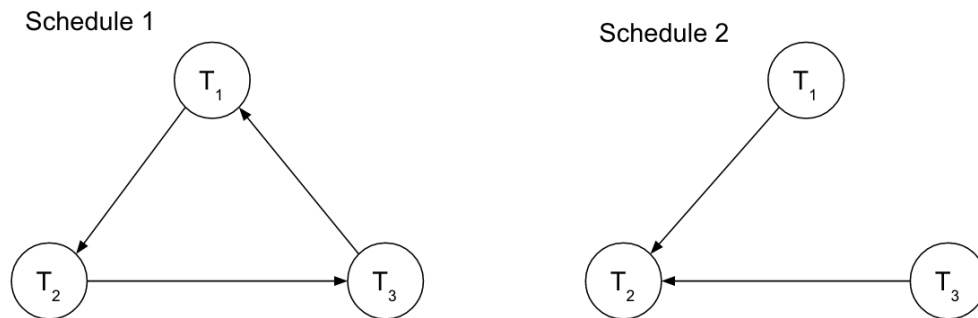 Schedule 1
Schedule 2
T₁
T₁
T₂
T₃
T₂
T₃